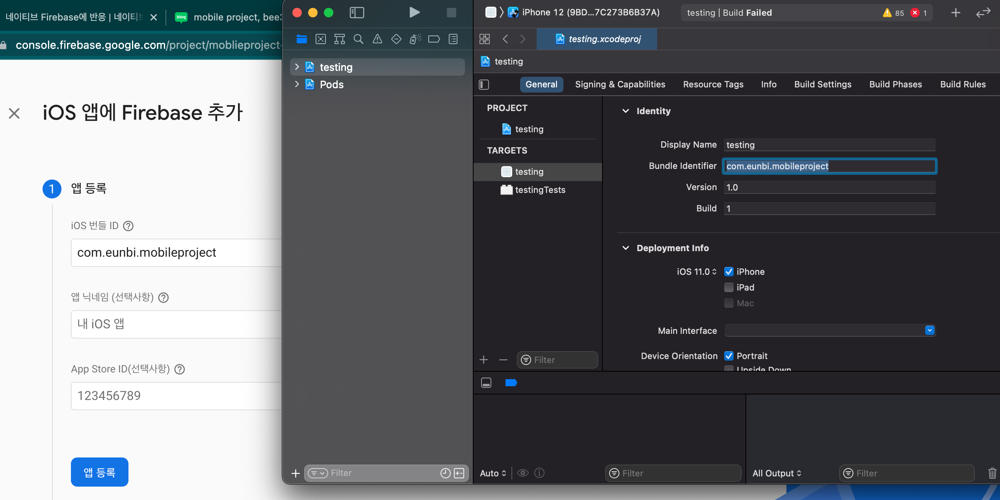 네이티브 Firebase에 반응 | 네이티브
blog mobile project, bee3
console.firebase.google.com/project/moblieproject-
iOS 앱에 Firebase 추가
1 앱 등록
iOS 번들 ID ?
com.eunbi.mobileproject
앱 닉네임 (선택사항) ?
내 iOS 앱
App Store ID(선택사항) ?
123456789
앱 등록
testing
Pods
Filter
iPhone 12 (9BD...7C273B6B37A)
testing | Build Failed
85
1
testing.xcodeproj
testing
General Signing & Capabilities Resource Tags Info Build Settings Build Phases Build Rules
PROJECT
testing
TARGETS
testing
testingTests
Filter
Identity
Display Name testing
Bundle Identifier com.eunbi.mobileproject
Version 1.0
Build 1
Deployment Info
iOS 11.0 iPhone
iPad
Mac
Main Interface
Device Orientation Portrait
Upside Down
Auto
Filter
All Output
Filter